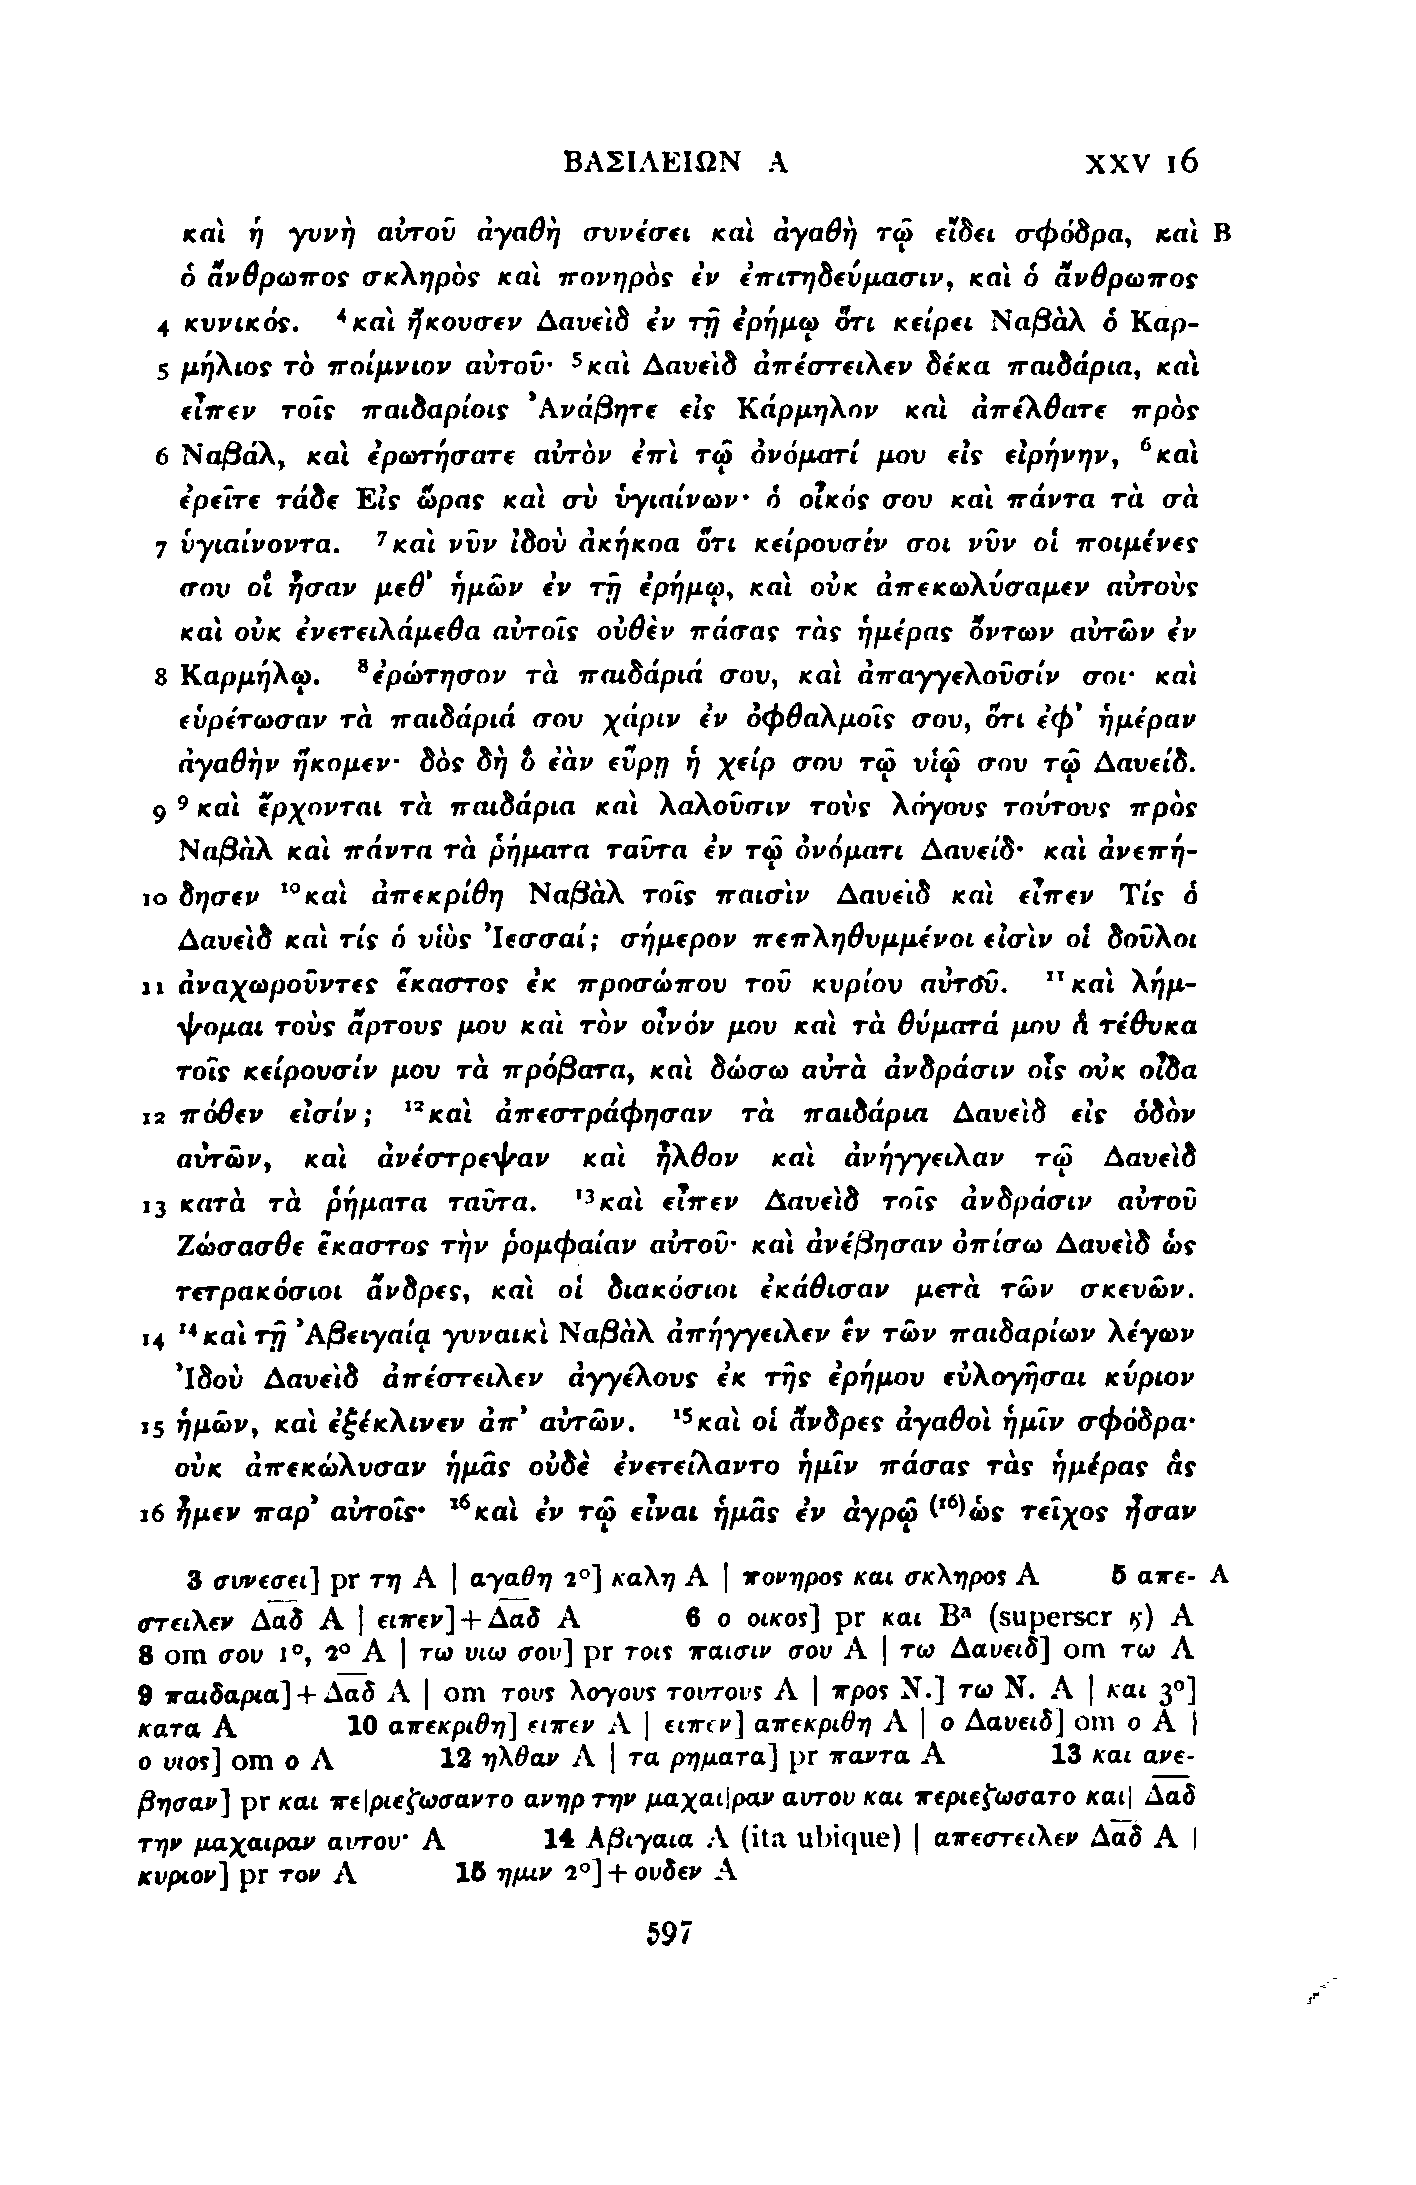 ΒΑΣΙΛΕΙΩΝ Α XXV 16
καὶ ἡ γυνὴ αὐτοῦ ἀγαθὴ συνέσει καὶ ἀγαθὴ τῷ εἴδει σφόδρα, καὶ B
ὁ ἄνθρωπος σκληρὸς καὶ πονηρὸς ἐν ἐπιτηδεύμασιν, καὶ ὁ ἄνθρωπος
4 κυνικός. ⁴καὶ ἤκουσεν Δαυεὶδ ἐν τῇ ἐρήμῳ ὅτι κείρει Ναβὰλ ὁ Καρ-
5 μήλιος τὸ ποίμνιον αὐτοῦ· ⁵καὶ Δαυεὶδ ἀπέστειλεν δέκα παιδάρια, καὶ
εἶπεν τοῖς παιδαρίοις Ἀνάβητε εἰς Κάρμηλον καὶ ἀπέλθατε πρὸς
6 Ναβάλ, καὶ ἐρωτήσατε αὐτὸν ἐπὶ τῷ ὀνόματί μου εἰς εἰρήνην, ⁶καὶ
ἐρεῖτε τάδε Εἰς ὥρας καὶ σὺ ὑγιαίνων· ὁ οἶκός σου καὶ πάντα τὰ σὰ
7 ὑγιαίνοντα. ⁷καὶ νῦν ἰδοὺ ἀκήκοα ὅτι κείρουσίν σοι νῦν οἱ ποιμένες
σου οἳ ἦσαν μεθ’ ἡμῶν ἐν τῇ ἐρήμῳ, καὶ οὐκ ἀπεκωλύσαμεν αὐτοὺς
καὶ οὐκ ἐνετειλάμεθα αὐτοῖς οὐθὲν πάσας τὰς ἡμέρας ὄντων αὐτῶν ἐν
8 Καρμήλῳ. ⁸ἐρώτησον τὰ παιδάριά σου, καὶ ἀπαγγελοῦσίν σοι· καὶ
εὑρέτωσαν τὰ παιδάριά σου χάριν ἐν ὀφθαλμοῖς σου, ὅτι ἐφ’ ἡμέραν
ἀγαθὴν ἥκομεν· δὸς δὴ ὃ ἐὰν εὕρῃ ἡ χείρ σου τῷ υἱῷ σου τῷ Δαυείδ.
9 ⁹καὶ ἔρχονται τὰ παιδάρια καὶ λαλοῦσιν τοὺς λόγους τούτους πρὸς
Ναβὰλ καὶ πάντα τὰ ῥήματα ταῦτα ἐν τῷ ὀνόματι Δαυείδ· καὶ ἀνεπή-
10 δησεν ¹⁰καὶ ἀπεκρίθη Ναβὰλ τοῖς παισὶν Δαυεὶδ καὶ εἶπεν Τίς ὁ
Δαυεὶδ καὶ τίς ὁ υἱὸς Ἰεσσαί; σήμερον πεπληθυμμένοι εἰσὶν οἱ δοῦλοι
11 ἀναχωροῦντες ἕκαστος ἐκ προσώπου τοῦ κυρίου αὐτοῦ. ¹¹καὶ λήμ-
ψομαι τοὺς ἄρτους μου καὶ τὸν οἶνόν μου καὶ τὰ θύματά μου ἃ τέθυκα
τοῖς κείρουσίν μου τὰ πρόβατα, καὶ δώσω αὐτὰ ἀνδράσιν οἷς οὐκ οἶδα
12 πόθεν εἰσίν; ¹²καὶ ἀπεστράφησαν τὰ παιδάρια Δαυεὶδ εἰς ὁδὸν
αὐτῶν, καὶ ἀνέστρεψαν καὶ ἦλθον καὶ ἀνήγγειλαν τῷ Δαυεὶδ
13 κατὰ τὰ ῥήματα ταῦτα. ¹³καὶ εἶπεν Δαυεὶδ τοῖς ἀνδράσιν αὐτοῦ
Ζώσασθε ἕκαστος τὴν ῥομφαίαν αὐτοῦ· καὶ ἀνέβησαν ὀπίσω Δαυεὶδ ὡς
τετρακόσιοι ἄνδρες, καὶ οἱ διακόσιοι ἐκάθισαν μετὰ τῶν σκευῶν.
14 ¹⁴καὶ τῇ Ἀβειγαίᾳ γυναικὶ Ναβὰλ ἀπήγγειλεν ἓν τῶν παιδαρίων λέγων
Ἰδοὺ Δαυεὶδ ἀπέστειλεν ἀγγέλους ἐκ τῆς ἐρήμου εὐλογῆσαι κύριον
15 ἡμῶν, καὶ ἐξέκλινεν ἀπ’ αὐτῶν. ¹⁵καὶ οἱ ἄνδρες ἀγαθοὶ ἡμῖν σφόδρα·
οὐκ ἀπεκώλυσαν ἡμᾶς οὐδὲ ἐνετείλαντο ἡμῖν πάσας τὰς ἡμέρας ἃς
16 ἦμεν παρ’ αὐτοῖς· ¹⁶καὶ ἐν τῷ εἶναι ἡμᾶς ἐν ἀγρῷ ⁽¹⁶⁾ὡς τεῖχος ἦσαν
3 συνεσει] pr τη A | αγαθη 2°] καλη A | πονηρος και σκληρος A 5 απε- A
στειλεν Δα̅δ̅ A | ειπεν]+Δα̅δ̅ A 6 ο οικος] pr και Bᵃ (superscr ϗ) A
8 om σου 1°, 2° A | τω υιω σου] pr τοις παισιν σου A | τω Δαυειδ] om τω A
9 παιδαρια]+Δα̅δ̅ A | om τους λογους τουτους A | προς N.] τω N. A | και 3°]
κατα A 10 απεκριθη] ειπεν A | ειπεν] απεκριθη A | ο Δαυειδ] om ο A |
ο υιος] om ο A 12 ηλθαν A | τα ρηματα] pr παντα A 13 και ανε-
βησαν] pr και πε|ριεζωσαντο ανηρ την μαχαι|ραν αυτου και περιεζωσατο και| Δα̅δ̅
την μαχαιραν αυτου· A 14 Αβιγαια A (ita ubique) | απεστειλεν Δα̅δ̅ A |
κυριον] pr τον A 15 ημιν 2°]+ουδεν A
597